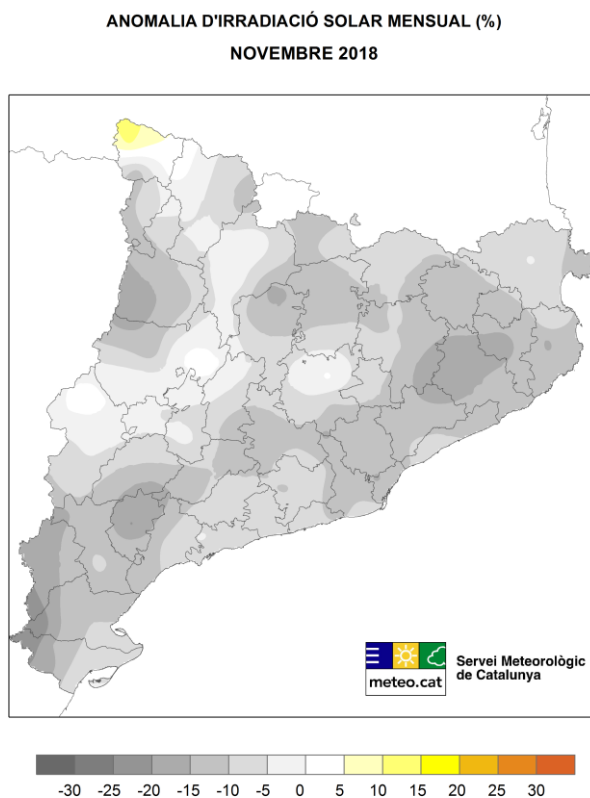 ANOMALIA D'IRRADIACIÓ SOLAR MENSUAL (%)
NOVEMBRE 2018
meteo.cat
Servei Meteorològic
de Catalunya
-30 -25 -20 -15 -10 -5 0 5 10 15 20 25 30